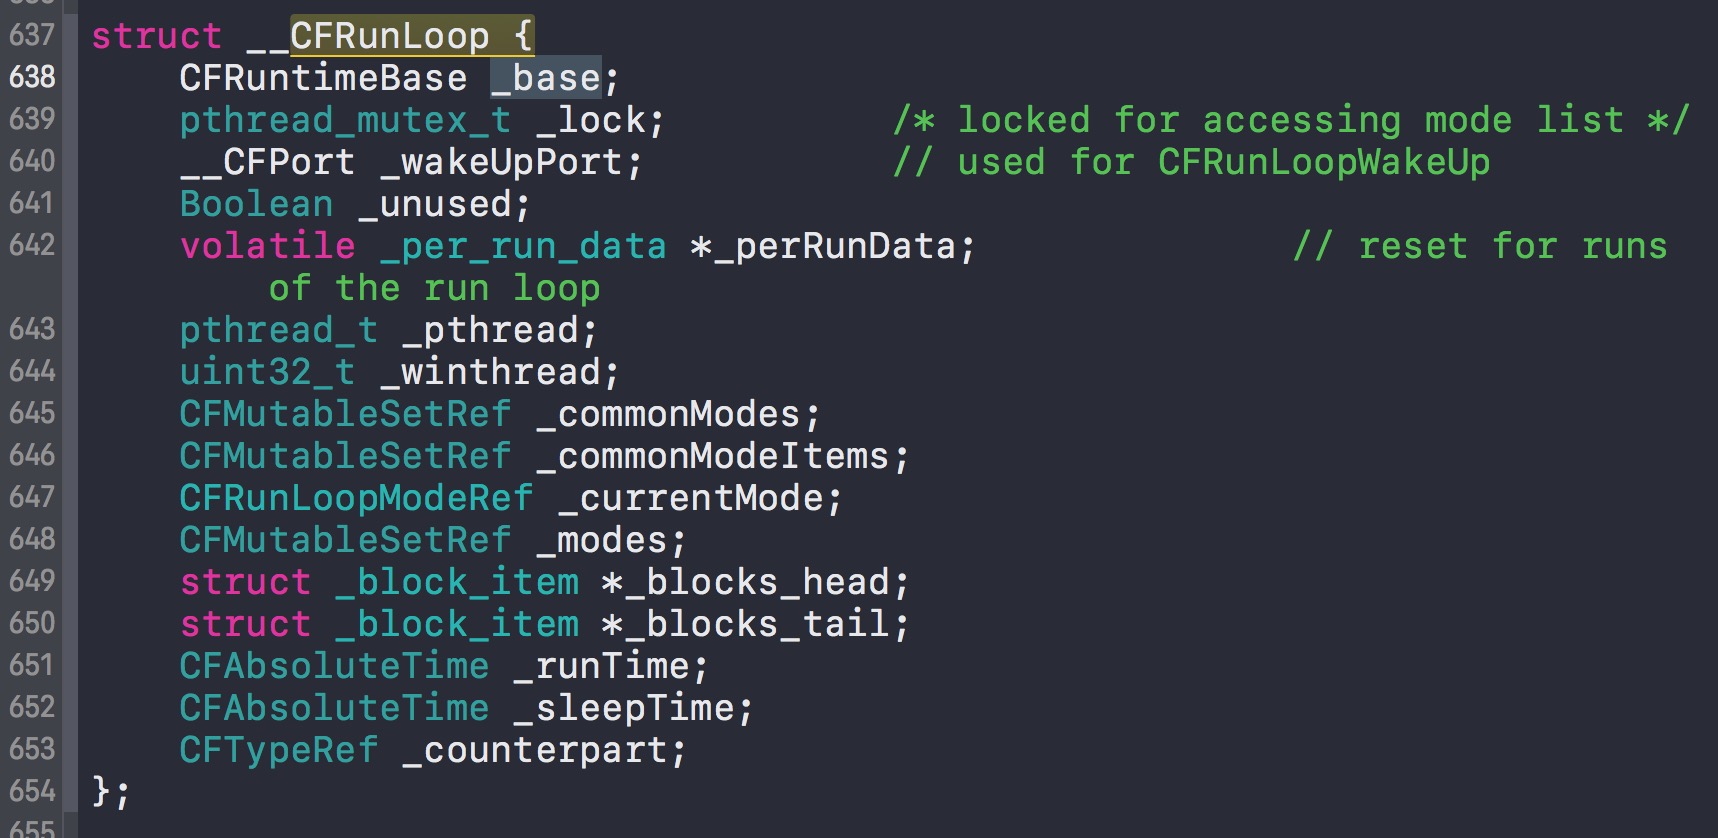 637 struct __CFRunLoop {
638 CFRuntimeBase _base;
639 pthread_mutex_t _lock; /* locked for accessing mode list */
640 __CFPort _wakeUpPort; // used for CFRunLoopWakeUp
641 Boolean _unused;
642 volatile _per_run_data *_perRunData; // reset for runs
of the run loop
643 pthread_t _pthread;
644 uint32_t _winthread;
645 CFMutableSetRef _commonModes;
646 CFMutableSetRef _commonModeItems;
647 CFRunLoopModeRef _currentMode;
648 CFMutableSetRef _modes;
649 struct _block_item *_blocks_head;
650 struct _block_item *_blocks_tail;
651 CFAbsoluteTime _runTime;
652 CFAbsoluteTime _sleepTime;
653 CFTypeRef _counterpart;
654 };
655